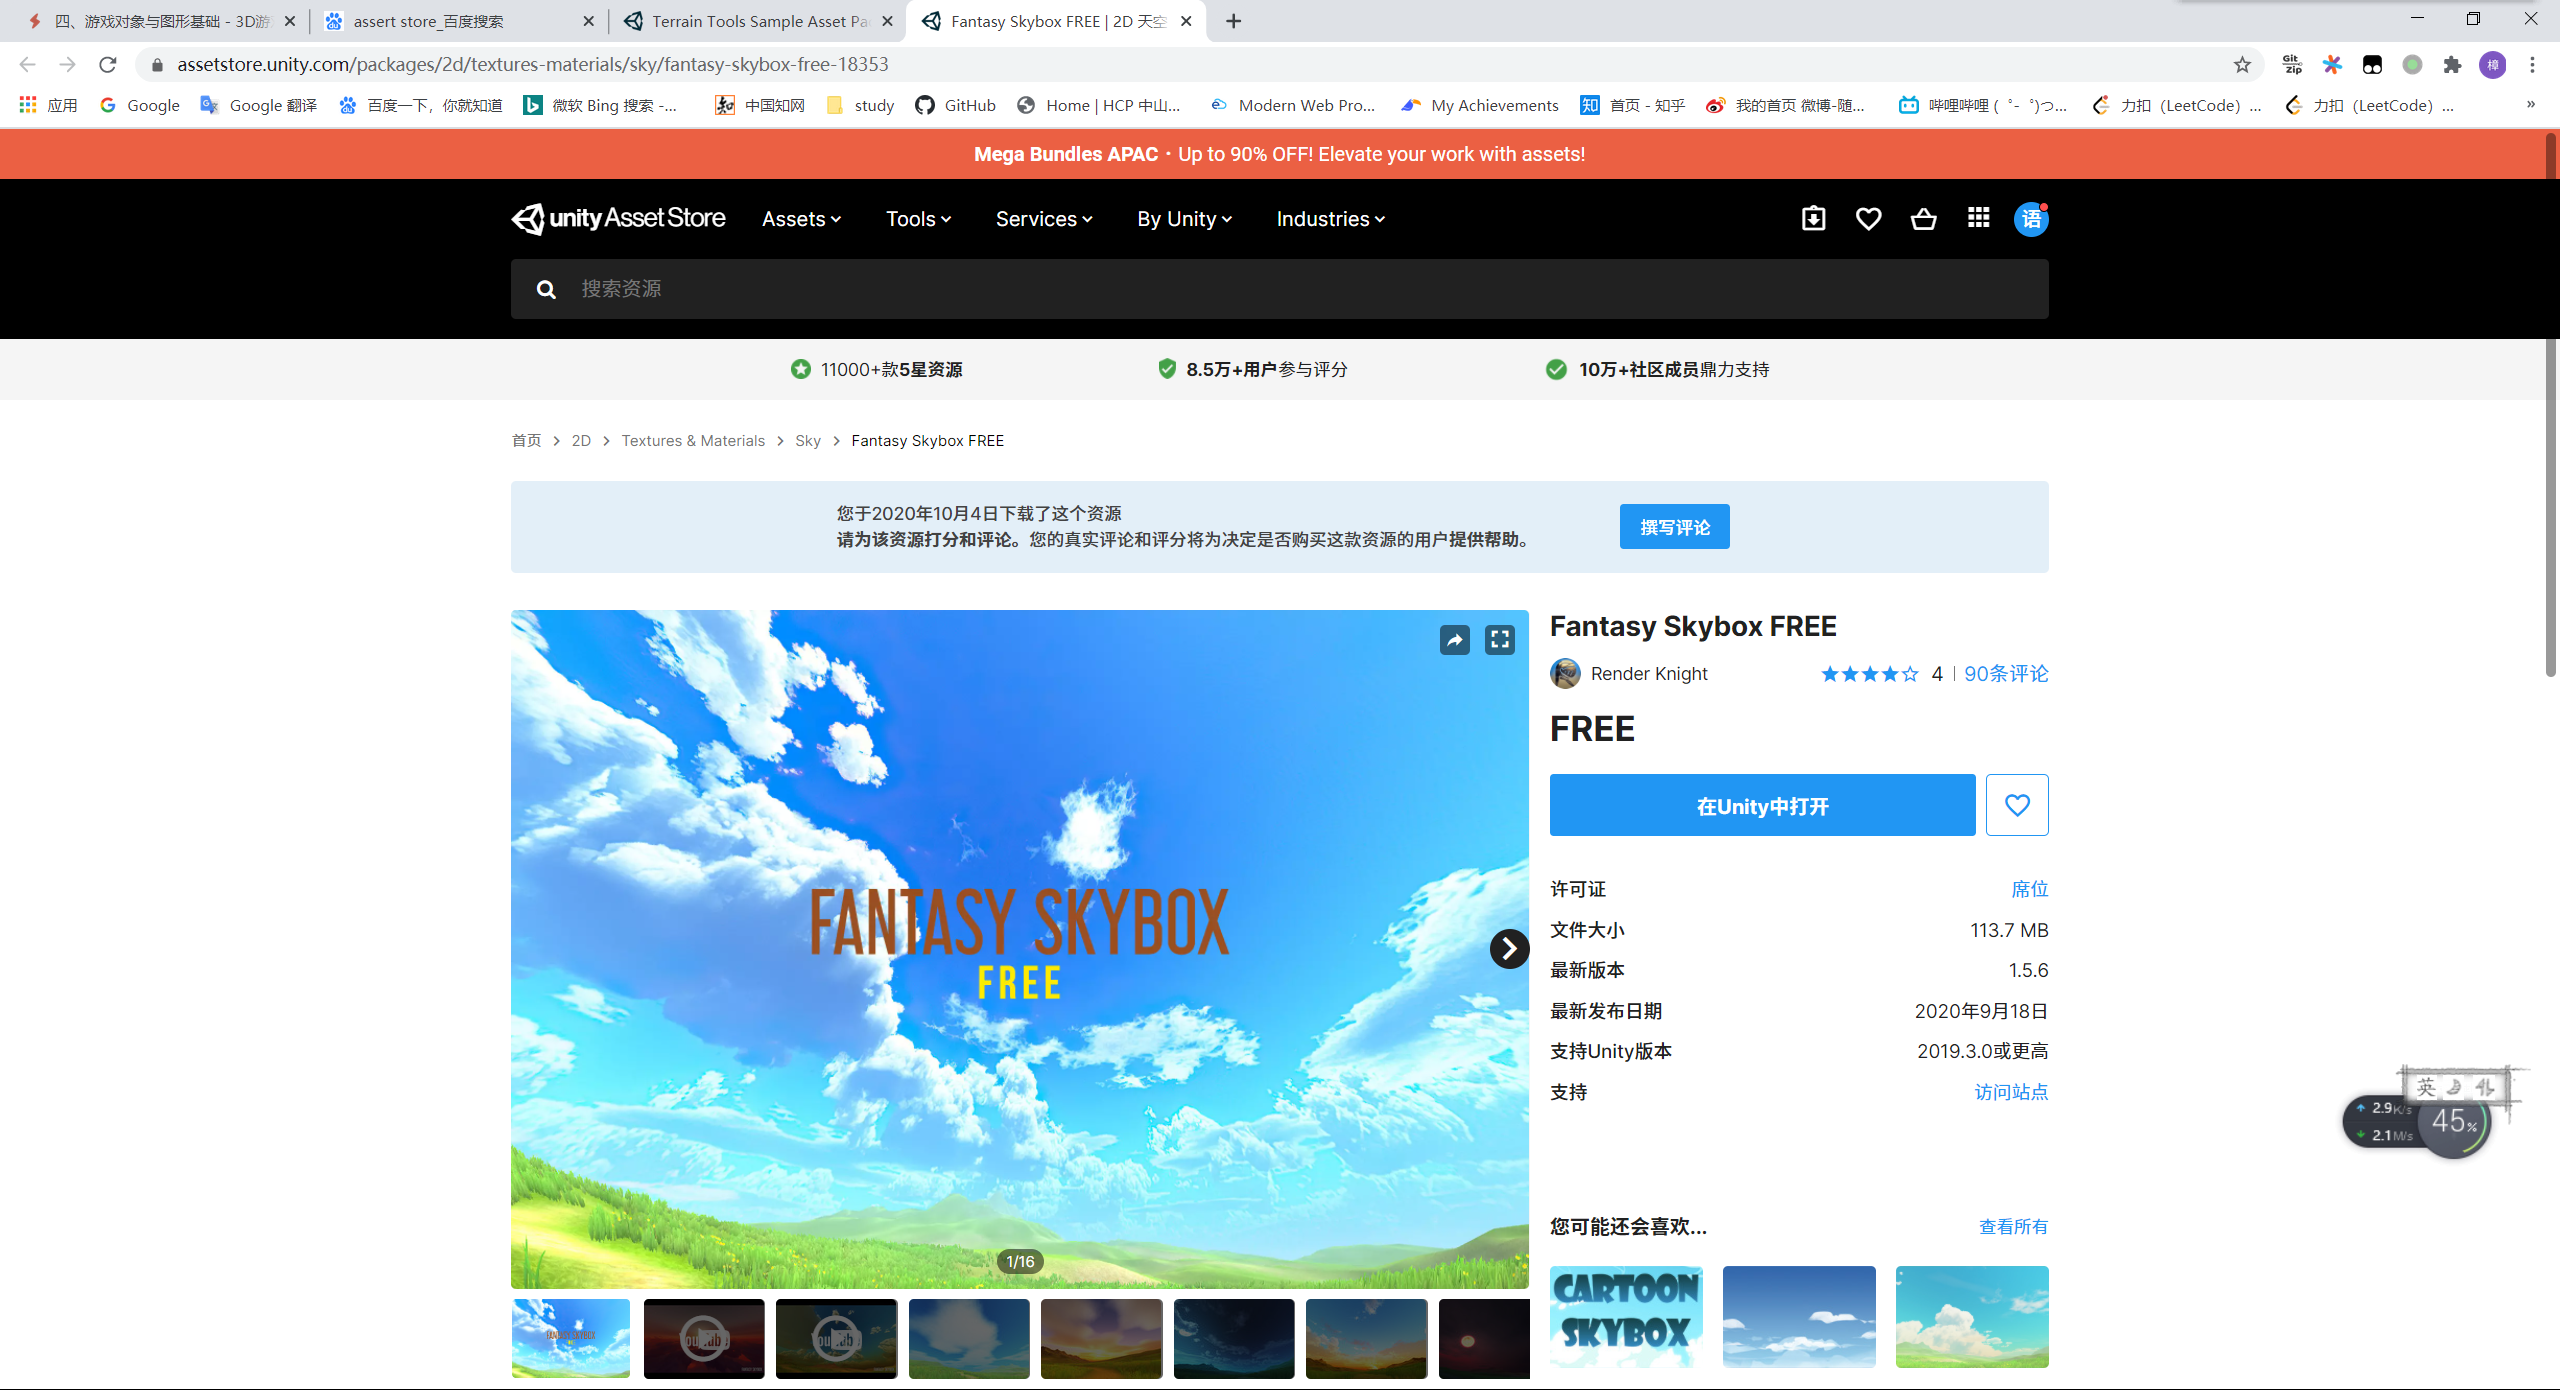 四、游戏对象与图形基础 - 3D游
assert store_百度搜索
Terrain Tools Sample Asset Pa
Fantasy Skybox FREE | 2D 天空
assetstore.unity.com/packages/2d/textures-materials/sky/fantasy-skybox-free-18353
Git Zip
樟
应用
Google
Google 翻译
百度一下，你就知道
微软 Bing 搜索 -...
中国知网
study
GitHub
Home | HCP 中山...
Modern Web Pro...
My Achievements
首页 - 知乎
我的首页 微博-随...
哔哩哔哩 ( ゜- ゜)つ...
力扣（LeetCode）...
力扣（LeetCode）...
»
Mega Bundles APAC · Up to 90% OFF! Elevate your work with assets!
unity Asset Store
Assets
Tools
Services
By Unity
Industries
语
搜索资源
11000+款5星资源
8.5万+用户参与评分
10万+社区成员鼎力支持
首页 > 2D > Textures & Materials > Sky > Fantasy Skybox FREE
您于2020年10月4日下载了这个资源
请为该资源打分和评论。您的真实评论和评分将为决定是否购买这款资源的用户提供帮助。
撰写评论
FANTASY SKYBOX
FREE
1/16
Fantasy Skybox FREE
Render Knight
4 | 90条评论
FREE
在Unity中打开
许可证 席位
文件大小 113.7 MB
最新版本 1.5.6
最新发布日期 2020年9月18日
支持Unity版本 2019.3.0或更高
支持 访问站点
英
2.9K/s
2.1M/s
45%
您可能还会喜欢... 查看所有
CARTOON
SKYBOX
FANTASY SKYBOX